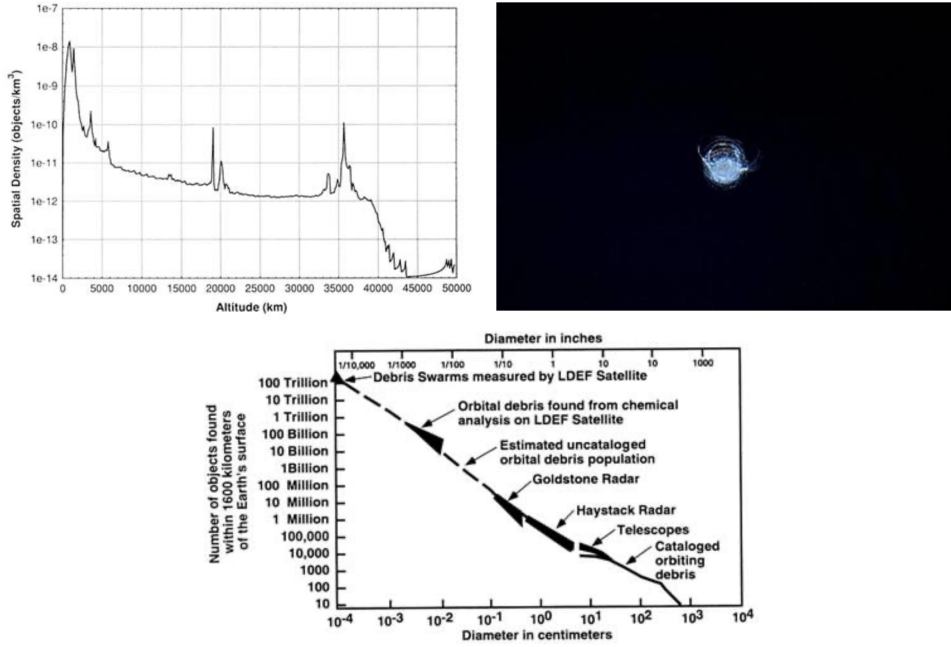 Spatial Density (objects/km³)
1e-7
1e-8
1e-9
1e-10
1e-11
1e-12
1e-13
1e-14
0 5000 10000 15000 20000 25000 30000 35000 40000 45000 50000
Altitude (km)
Diameter in inches
1/10,000 1/1000 1/100 1/10 1 10 10 1000
Number of objects found
within 1600 kilometers
of the Earth's surface
100 Trillion
10 Trillion
1 Trillion
100 Billion
10 Billion
1Billion
100 Million
10 Million
1 Million
100,000
10,000
1000
100
10
Debris Swarms measured by LDEF Satellite
Orbital debris found from chemical
analysis on LDEF Satellite
Estimated uncataloged
orbital debris population
Goldstone Radar
Haystack Radar
Telescopes
Cataloged
orbiting
debris
10⁻⁴ 10⁻³ 10⁻² 10⁻¹ 10⁰ 10¹ 10² 10³ 10⁴
Diameter in centimeters